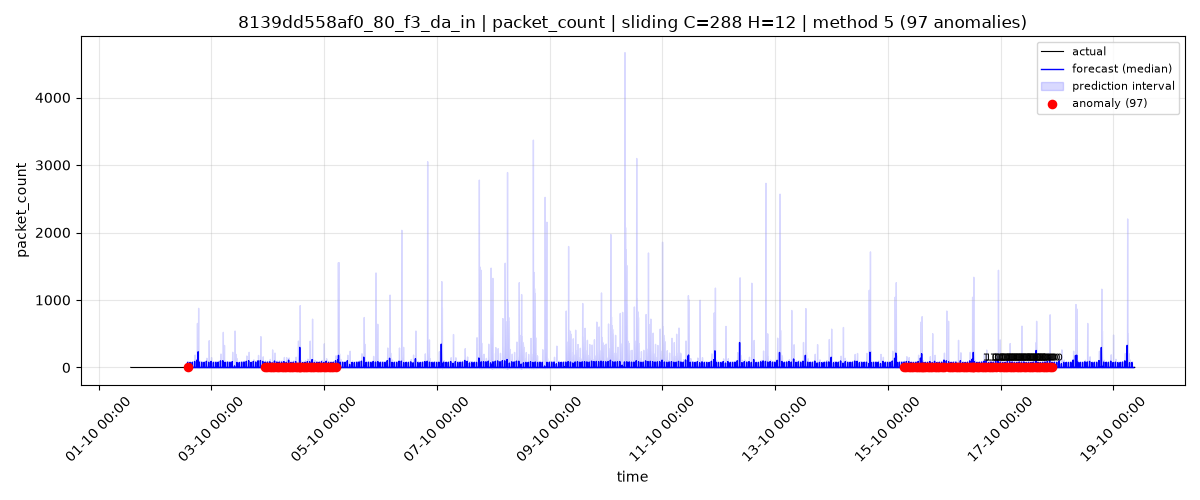 8139dd558af0_80_f3_da_in | packet_count | sliding C=288 H=12 | method 5 (97 anomalies)
actual
forecast (median)
prediction interval
anomaly (97)
packet_count
4000
3000
2000
1000
0
01-10 00:00
03-10 00:00
05-10 00:00
07-10 00:00
09-10 00:00
11-10 00:00
13-10 00:00
15-10 00:00
17-10 00:00
19-10 00:00
time